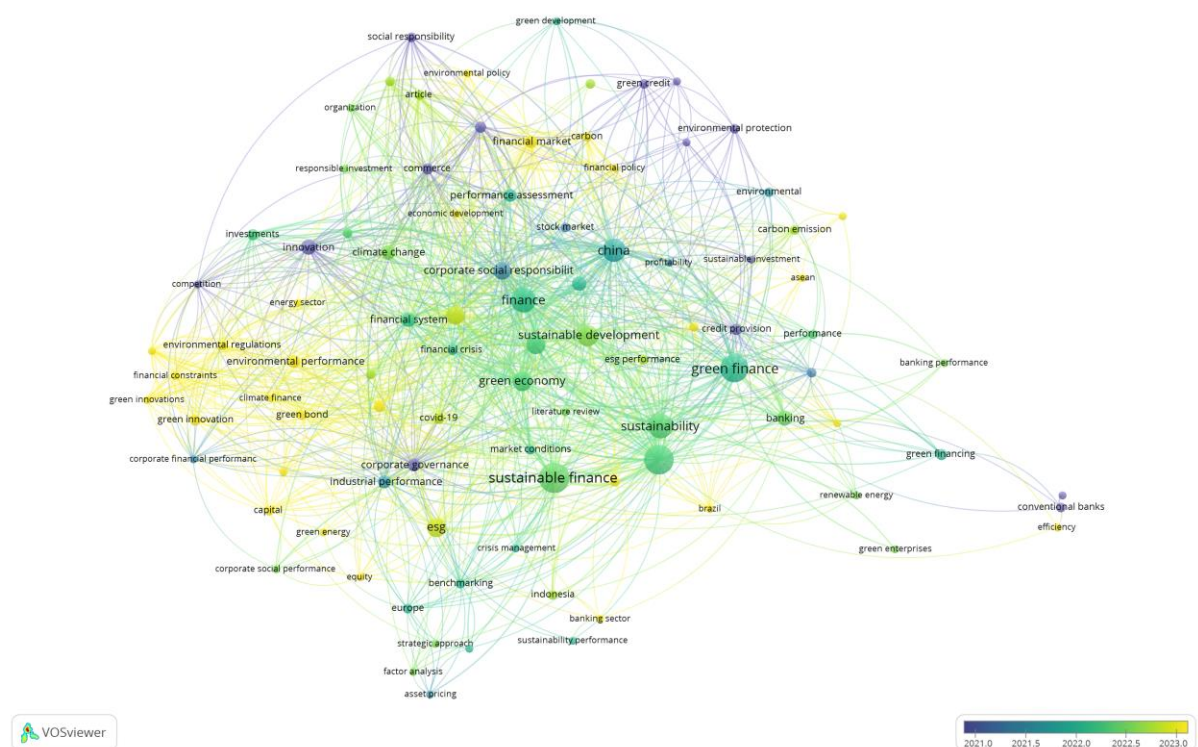 green development
social responsibility
environmental policy
green credit
article
organization
environmental protection
financial market
carbon
responsible investment
commerce
financial policy
performance assessment
environmental
economic development
stock market
carbon emission
investments
innovation
climate change
china
corporate social responsibilit
profitability
sustainable investment
asean
competition
energy sector
finance
financial system
sustainable development
credit provision
performance
environmental regulations
financial crisis
environmental performance
esg performance
green finance
banking performance
financial constraints
green economy
green innovations
climate finance
green innovation
green bond
covid-19
literature review
sustainability
banking
market conditions
green financing
corporate financial performanc
corporate governance
industrial performance
sustainable finance
renewable energy
capital
brazil
conventional banks
esg
efficiency
green energy
crisis management
green enterprises
corporate social performance
equity
benchmarking
indonesia
europe
banking sector
strategic approach
sustainability performance
factor analysis
asset pricing
VOSviewer
2021.0 2021.5 2022.0 2022.5 2023.0